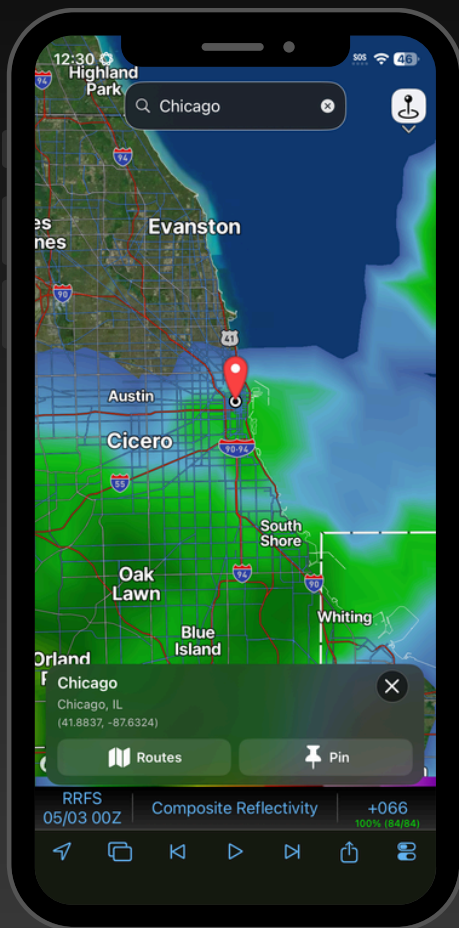 12:30
SOS
46
Highland
Park
Chicago
94
94
Evanston
90
41
Austin
Cicero
90-94
55
South
Shore
Oak
Lawn
94
90
Whiting
Blue
Island
Orland
Chicago
Chicago, IL
(41.8837, -87.6324)
Routes
Pin
RRFS
05/03 00Z
Composite Reflectivity
+066
100% (84/84)